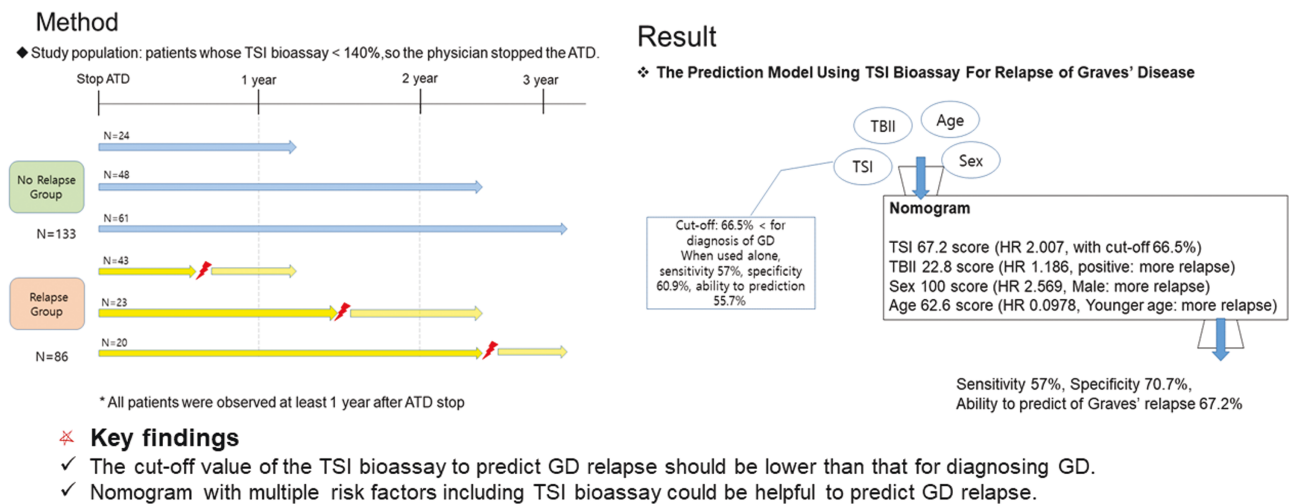 Method
◆ Study population: patients whose TSI bioassay < 140%,so the physician stopped the ATD.
Stop ATD
1 year
2 year
3 year
N=24
No Relapse
Group
N=48
N=61
N=133
N=43
Relapse
Group
N=23
N=20
N=86
* All patients were observed at least 1 year after ATD stop
Result
❖ The Prediction Model Using TSI Bioassay For Relapse of Graves’ Disease
TBII
Age
TSI
Sex
Cut-off: 66.5% < for
diagnosis of GD
When used alone,
sensitivity 57%, specificity
60.9%, ability to prediction
55.7%
Nomogram
TSI 67.2 score (HR 2.007, with cut-off 66.5%)
TBII 22.8 score (HR 1.186, positive: more relapse)
Sex 100 score (HR 2.569, Male: more relapse)
Age 62.6 score (HR 0.0978, Younger age: more relapse)
Sensitivity 57%, Specificity 70.7%,
Ability to predict of Graves’ relapse 67.2%
Key findings
✓ The cut-off value of the TSI bioassay to predict GD relapse should be lower than that for diagnosing GD.
✓ Nomogram with multiple risk factors including TSI bioassay could be helpful to predict GD relapse.